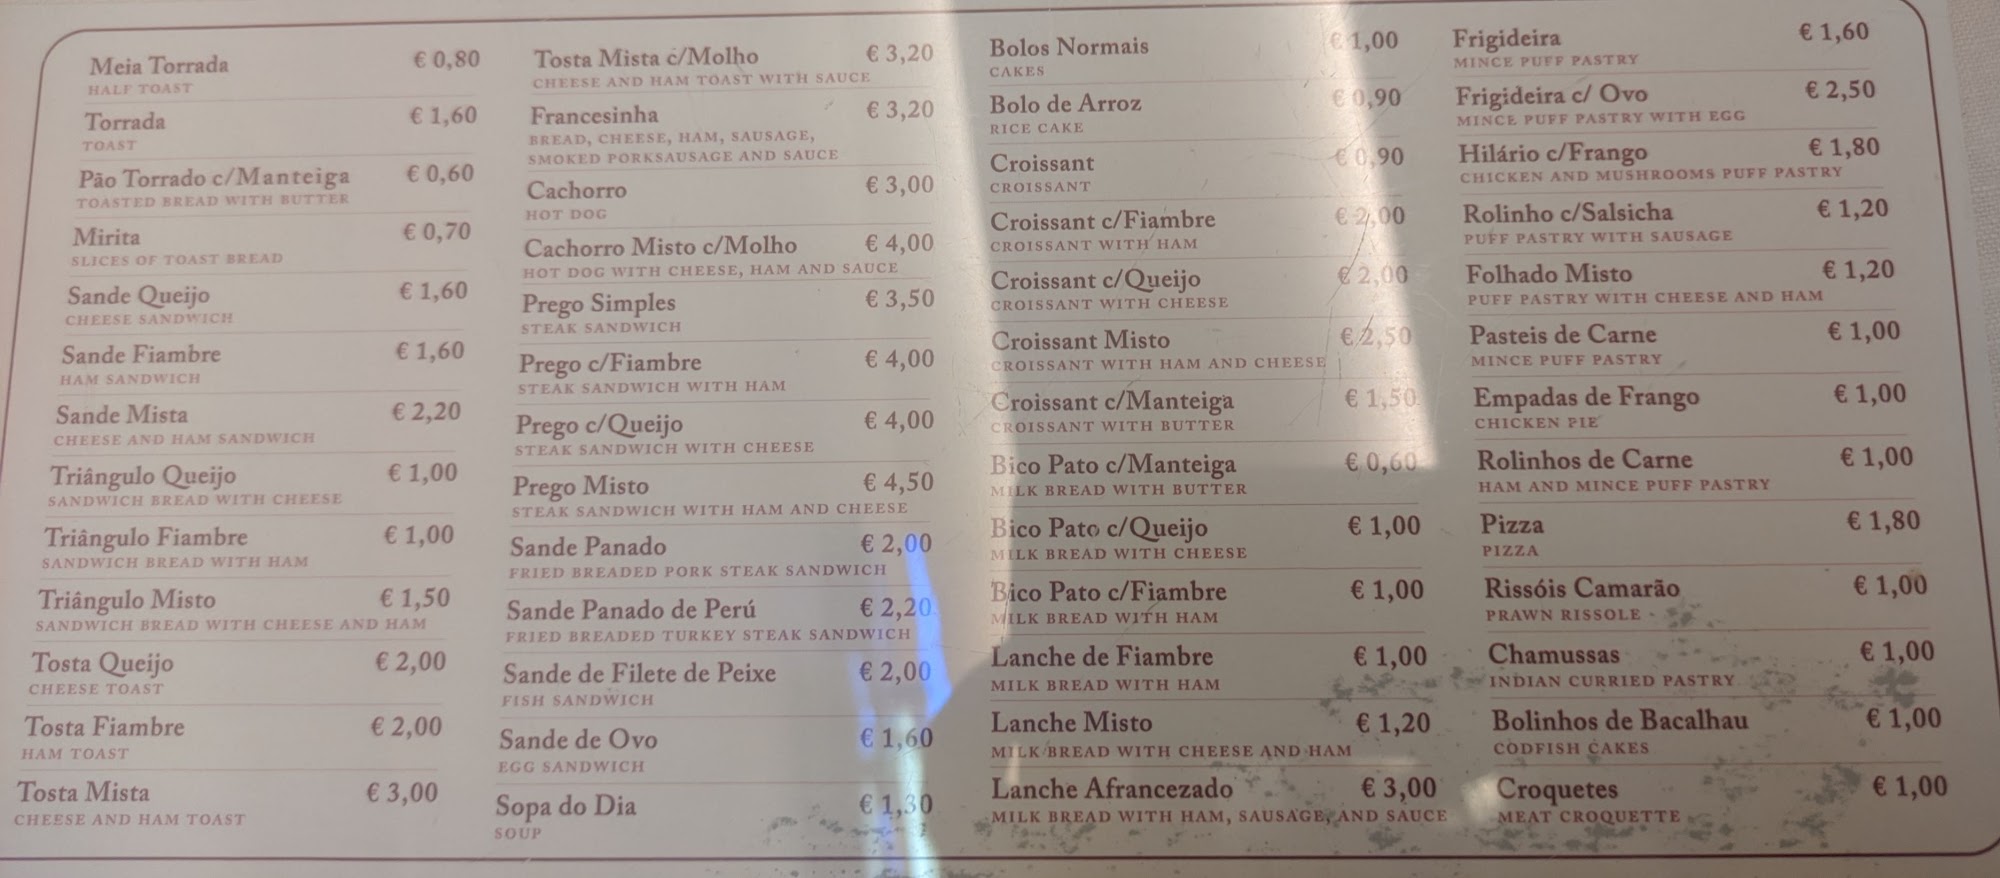 Meia Torrada € 0,80
HALF TOAST
Torrada € 1,60
TOAST
Pão Torrado c/Manteiga € 0,60
TOASTED BREAD WITH BUTTER
Mirita € 0,70
SLICES OF TOAST BREAD
Sande Queijo € 1,60
CHEESE SANDWICH
Sande Fiambre € 1,60
HAM SANDWICH
Sande Mista € 2,20
CHEESE AND HAM SANDWICH
Triângulo Queijo € 1,00
SANDWICH BREAD WITH CHEESE
Triângulo Fiambre € 1,00
SANDWICH BREAD WITH HAM
Triângulo Misto € 1,50
SANDWICH BREAD WITH CHEESE AND HAM
Tosta Queijo € 2,00
CHEESE TOAST
Tosta Fiambre € 2,00
HAM TOAST
Tosta Mista € 3,00
CHEESE AND HAM TOAST
Tosta Mista c/Molho € 3,20
CHEESE AND HAM TOAST WITH SAUCE
Francesinha € 3,20
BREAD, CHEESE, HAM, SAUSAGE,
SMOKED PORKSAUSAGE AND SAUCE
Cachorro € 3,00
HOT DOG
Cachorro Misto c/Molho € 4,00
HOT DOG WITH CHEESE, HAM AND SAUCE
Prego Simples € 3,50
STEAK SANDWICH
Prego c/Fiambre € 4,00
STEAK SANDWICH WITH HAM
Prego c/Queijo € 4,00
STEAK SANDWICH WITH CHEESE
Prego Misto € 4,50
STEAK SANDWICH WITH HAM AND CHEESE
Sande Panado € 2,00
FRIED BREADED PORK STEAK SANDWICH
Sande Panado de Perú € 2,20
FRIED BREADED TURKEY STEAK SANDWICH
Sande de Filete de Peixe € 2,00
FISH SANDWICH
Sande de Ovo € 1,60
EGG SANDWICH
Sopa do Dia € 1,30
SOUP
Bolos Normais € 1,00
CAKES
Bolo de Arroz € 0,90
RICE CAKE
Croissant € 0,90
CROISSANT
Croissant c/Fiambre € 2,00
CROISSANT WITH HAM
Croissant c/Queijo € 2,00
CROISSANT WITH CHEESE
Croissant Misto € 2,50
CROISSANT WITH HAM AND CHEESE
Croissant c/Manteiga € 1,50
CROISSANT WITH BUTTER
Bico Pato c/Manteiga € 0,60
MILK BREAD WITH BUTTER
Bico Pato c/Queijo € 1,00
MILK BREAD WITH CHEESE
Bico Pato c/Fiambre € 1,00
MILK BREAD WITH HAM
Lanche de Fiambre € 1,00
MILK BREAD WITH HAM
Lanche Misto € 1,20
MILK BREAD WITH CHEESE AND HAM
Lanche Afrancezado € 3,00
MILK BREAD WITH HAM, SAUSAGE, AND SAUCE
Frigideira € 1,60
MINCE PUFF PASTRY
Frigideira c/ Ovo € 2,50
MINCE PUFF PASTRY WITH EGG
Hilário c/Frango € 1,80
CHICKEN AND MUSHROOMS PUFF PASTRY
Rolinho c/Salsicha € 1,20
PUFF PASTRY WITH SAUSAGE
Folhado Misto € 1,20
PUFF PASTRY WITH CHEESE AND HAM
Pasteis de Carne € 1,00
MINCE PUFF PASTRY
Empadas de Frango € 1,00
CHICKEN PIE
Rolinhos de Carne € 1,00
HAM AND MINCE PUFF PASTRY
Pizza € 1,80
PIZZA
Rissóis Camarão € 1,00
PRAWN RISSOLE
Chamussas € 1,00
INDIAN CURRIED PASTRY
Bolinhos de Bacalhau € 1,00
CODFISH CAKES
Croquetes € 1,00
MEAT CROQUETTE